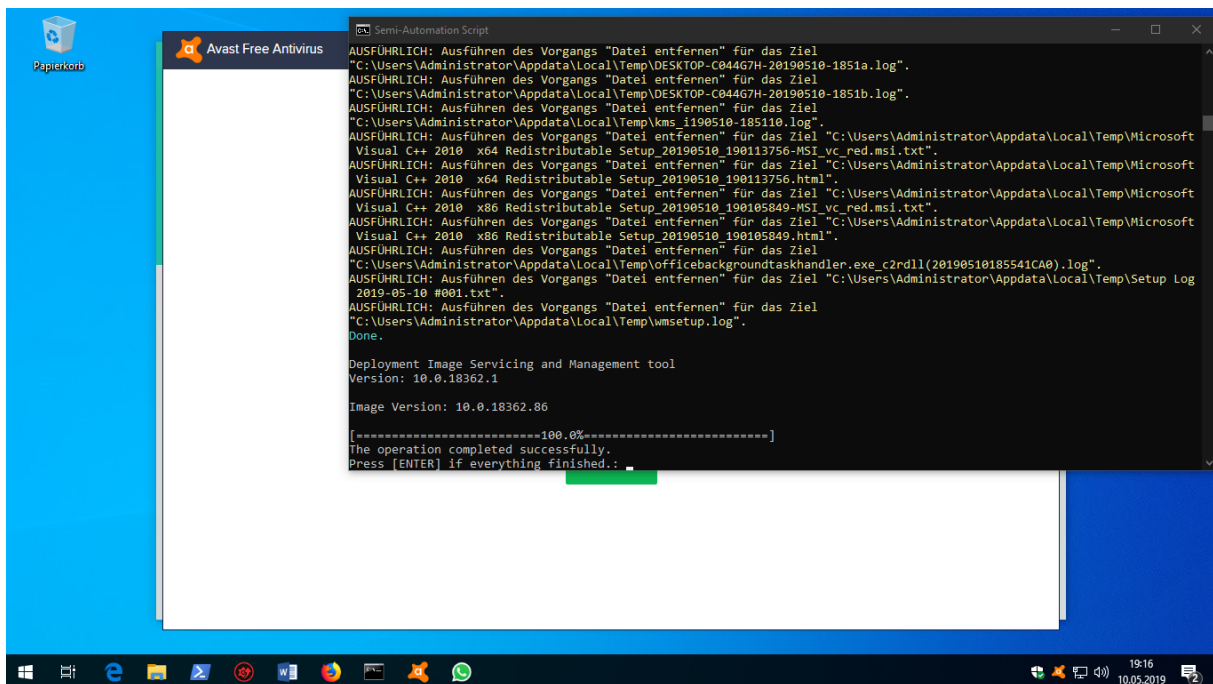 Papierkorb
Avast Free Antivirus
Semi-Automation Script
AUSFÜHRLICH: Ausführen des Vorgangs "Datei entfernen" für das Ziel
"C:\Users\Administrator\Appdata\Local\Temp\DESKTOP-C044G7H-20190510-1851a.log".
AUSFÜHRLICH: Ausführen des Vorgangs "Datei entfernen" für das Ziel
"C:\Users\Administrator\Appdata\Local\Temp\DESKTOP-C044G7H-20190510-1851b.log".
AUSFÜHRLICH: Ausführen des Vorgangs "Datei entfernen" für das Ziel
"C:\Users\Administrator\Appdata\Local\Temp\kms_i190510-185110.log".
AUSFÜHRLICH: Ausführen des Vorgangs "Datei entfernen" für das Ziel "C:\Users\Administrator\Appdata\Local\Temp\Microsoft
Visual C++ 2010  x64 Redistributable Setup_20190510_190113756-MSI_vc_red.msi.txt".
AUSFÜHRLICH: Ausführen des Vorgangs "Datei entfernen" für das Ziel "C:\Users\Administrator\Appdata\Local\Temp\Microsoft
Visual C++ 2010  x64 Redistributable Setup_20190510_190113756.html".
AUSFÜHRLICH: Ausführen des Vorgangs "Datei entfernen" für das Ziel "C:\Users\Administrator\Appdata\Local\Temp\Microsoft
Visual C++ 2010  x86 Redistributable Setup_20190510_190105849-MSI_vc_red.msi.txt".
AUSFÜHRLICH: Ausführen des Vorgangs "Datei entfernen" für das Ziel "C:\Users\Administrator\Appdata\Local\Temp\Microsoft
Visual C++ 2010  x86 Redistributable Setup_20190510_190105849.html".
AUSFÜHRLICH: Ausführen des Vorgangs "Datei entfernen" für das Ziel
"C:\Users\Administrator\Appdata\Local\Temp\officebackgroundtaskhandler.exe_c2rdll(20190510185541CA0).log".
AUSFÜHRLICH: Ausführen des Vorgangs "Datei entfernen" für das Ziel "C:\Users\Administrator\Appdata\Local\Temp\Setup Log
2019-05-10 #001.txt".
AUSFÜHRLICH: Ausführen des Vorgangs "Datei entfernen" für das Ziel
"C:\Users\Administrator\Appdata\Local\Temp\wmsetup.log".
Done.
Deployment Image Servicing and Management tool
Version: 10.0.18362.1
Image Version: 10.0.18362.86
[==========================100.0%==========================]
The operation completed successfully.
Press [ENTER] if everything finished.:
19:16
10.05.2019
2